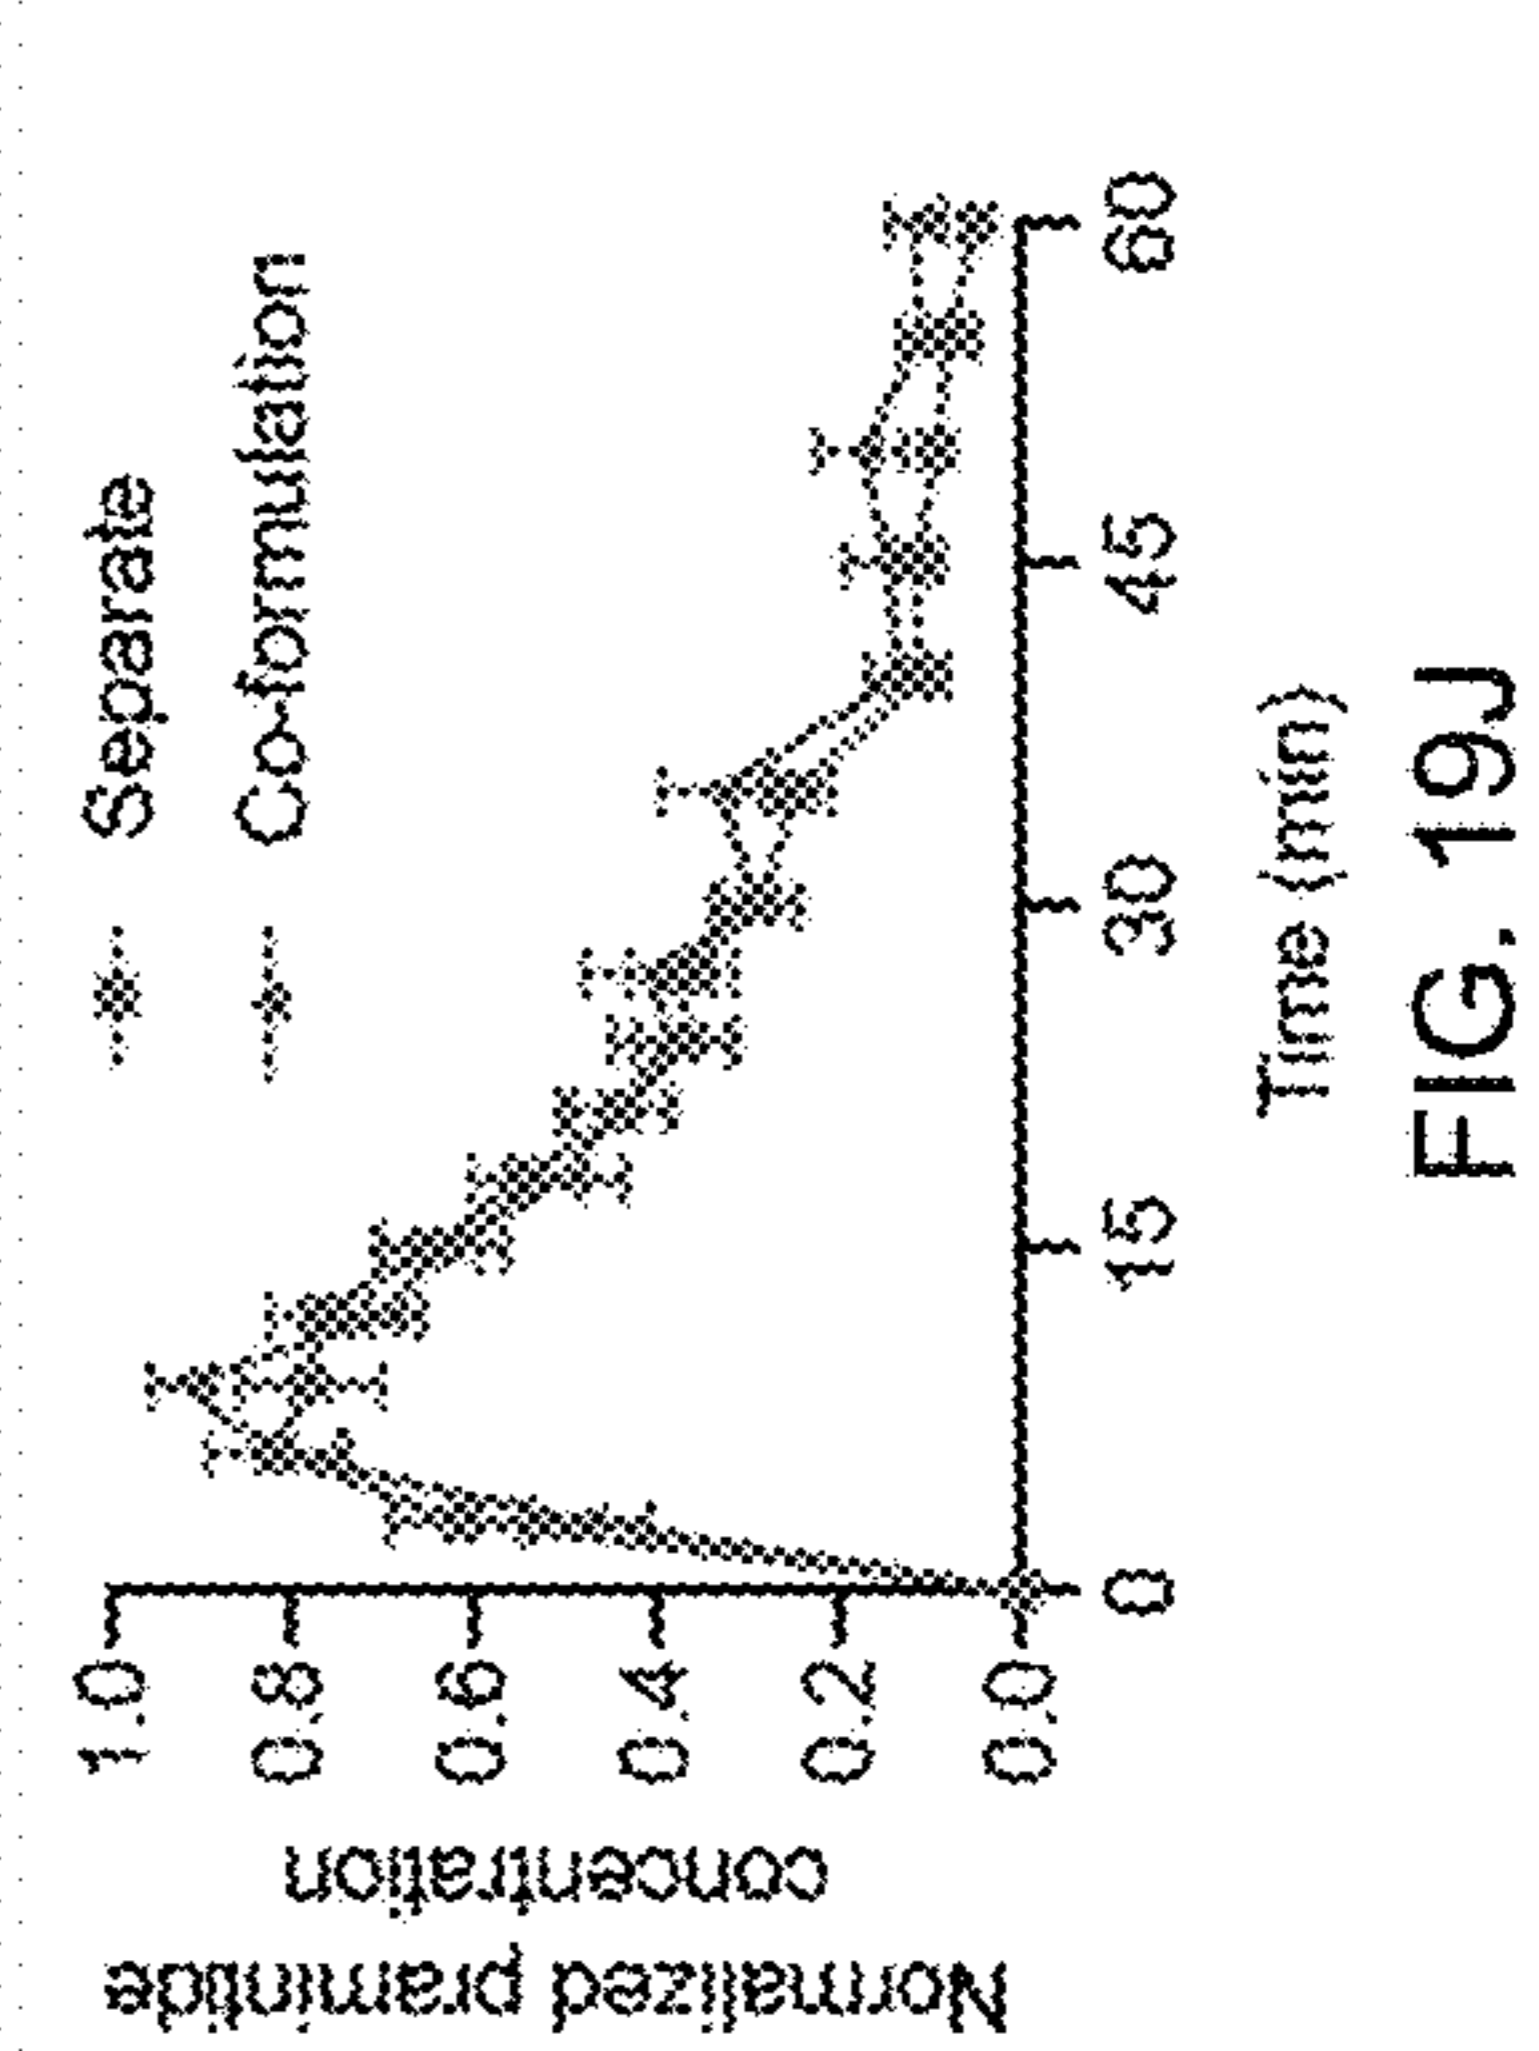 Separate
Co-formulation
Normalized pramlintide
concentration
1.0
0.8
0.6
0.4
0.2
0.0
0
15
30
45
60
Time (min)
FIG. 19J